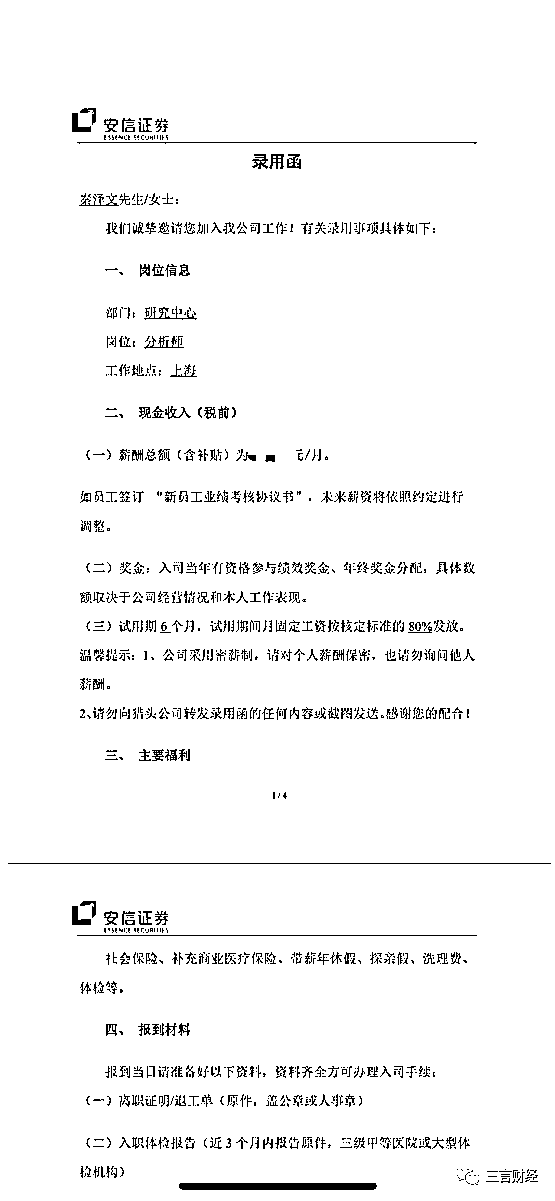 安信证券
ESSENCE SECURITIES
录用函
秦泽文先生/女士：
我们诚挚邀请您加入我公司工作！有关录用事项具体如下：
一、 岗位信息
部门：研究中心
岗位：分析师
工作地点：上海
二、 现金收入（税前）
（一）薪酬总额（含补贴）为 元/月。
如员工签订 “新员工业绩考核协议书”，未来薪资将依照约定进行
调整。
（二）奖金：入司当年有资格参与绩效奖金、年终奖金分配，具体数
额取决于公司经营情况和本人工作表现。
（三）试用期 6 个月，试用期间月固定工资按核定标准的 80%发放。
温馨提示：1、公司采用密薪制，请对个人薪酬保密，也请勿询问他人
薪酬。
2、请勿向猎头公司转发录用函的任何内容或截图发送。感谢您的配合！
三、 主要福利
1 / 4
安信证券
ESSENCE SECURITIES
社会保险、补充商业医疗保险、带薪年休假、探亲假、洗理费、
体检等。
四、 报到材料
报到当日请准备好以下资料，资料齐全方可办理入司手续：
（一）离职证明/退工单（原件，盖公章或人事章）
（二）入职体检报告（近 3 个月内报告原件，三级甲等医院或大型体
检机构）
三言财经